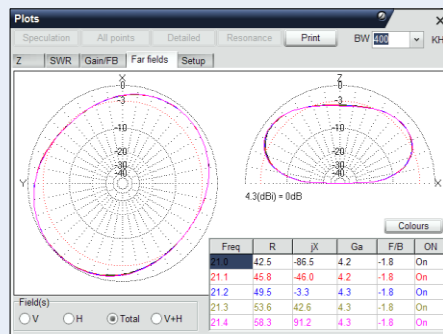 Plots
Speculation All points Detailed Resonance Print BW 400 KH
Z SWR Gain/FB Far fields Setup
X Z
-3 -3
-10 -10
-20 -20
-30 -30
-40 -40
Y X
4.3(dBi) = 0dB
Colours
Freq R jX Ga F/B ON
21.0 42.5 -86.5 4.2 -1.8 On
21.1 45.8 -46.0 4.2 -1.8 On
21.2 49.5 -3.3 4.3 -1.8 On
21.3 53.6 42.6 4.3 -1.8 On
21.4 58.3 91.2 4.3 -1.8 On
Field(s)
V H Total V+H